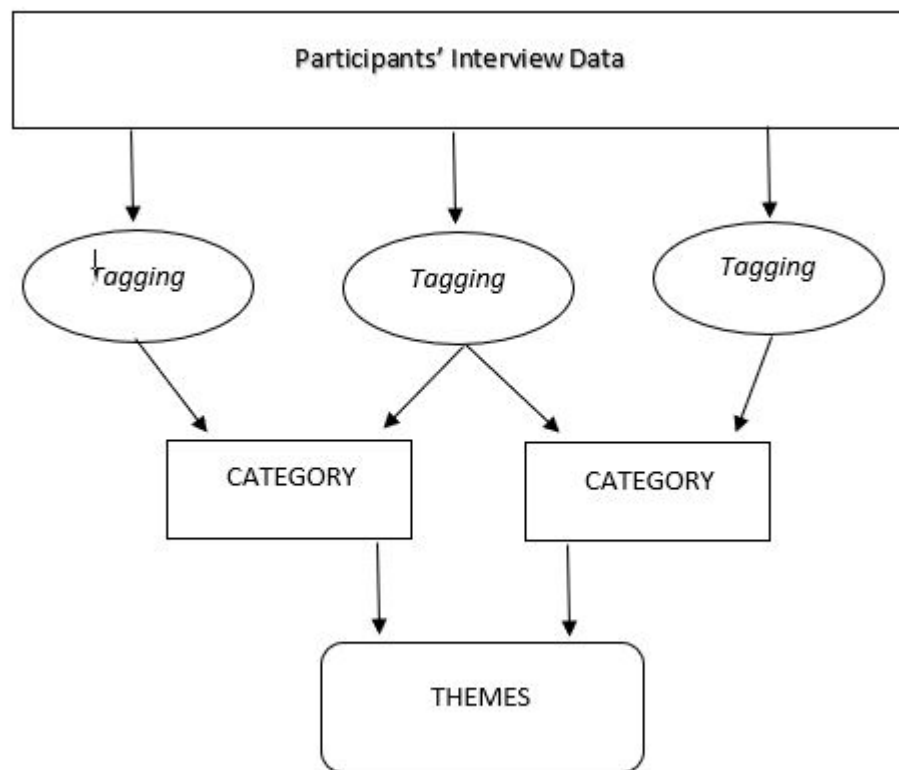 Participants’ Interview Data
Tagging
Tagging
Tagging
CATEGORY
CATEGORY
THEMES